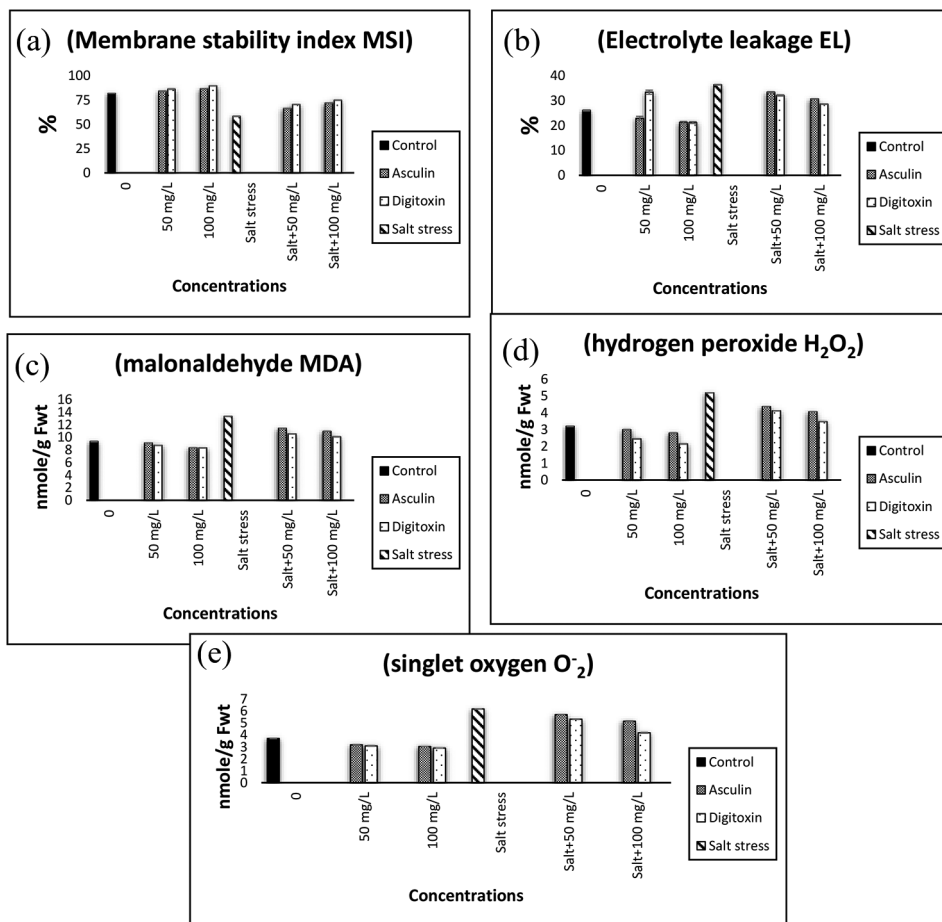 (a) (Membrane stability index MSI)
%
100
75
50
25
0
0
50 mg/L
100 mg/L
Salt stress
Salt+50 mg/L
Salt+100 mg/L
Concentrations
Control
Asculin
Digitoxin
Salt stress
(b) (Electrolyte leakage EL)
%
40
30
20
10
0
0
50 mg/L
100 mg/L
Salt stress
Salt+50 mg/L
Salt+100 mg/L
Concentrations
Control
Asculin
Digitoxin
Salt stress
(c) (malonaldehyde MDA)
nmole/g Fwt
16
14
12
10
8
6
4
2
0
0
50 mg/L
100 mg/L
Salt stress
Salt+50 mg/L
Salt+100 mg/L
Concentrations
Control
Asculin
Digitoxin
Salt stress
(d) (hydrogen peroxide H₂O₂)
nmole/g Fwt
6
5
4
3
2
1
0
0
50 mg/L
100 mg/L
Salt stress
Salt+50 mg/L
Salt+100 mg/L
Concentrations
Control
Asculin
Digitoxin
Salt stress
(e) (singlet oxygen O⁻₂)
nmole/g Fwt
7
6
5
4
3
2
1
0
0
50 mg/L
100 mg/L
Salt stress
Salt+50 mg/L
Salt+100 mg/L
Concentrations
Control
Asculin
Digitoxin
Salt stress